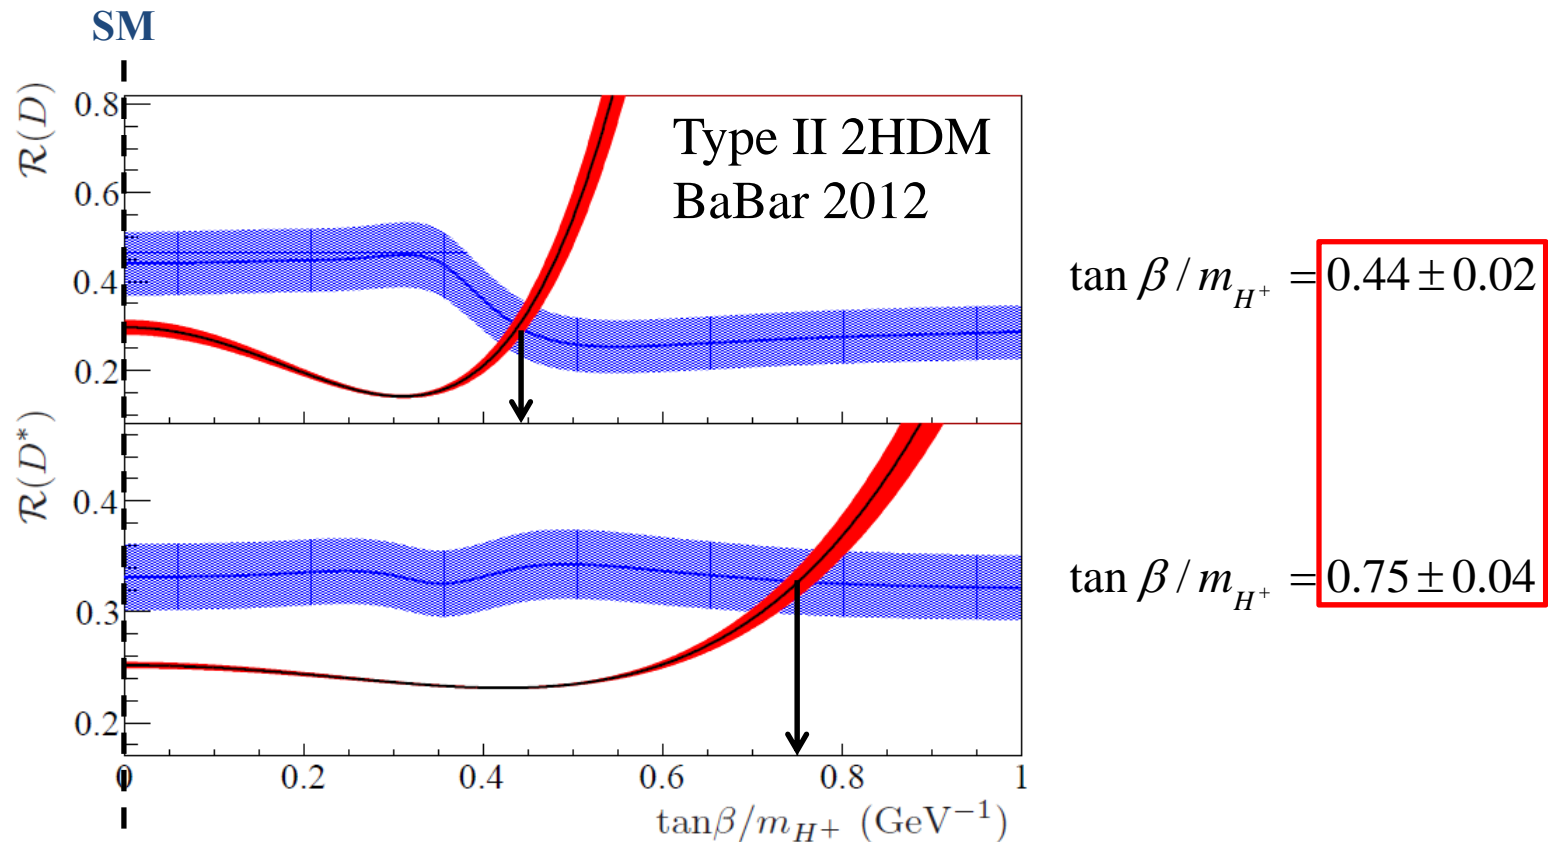 SM
R(D)
0.8
0.6
0.4
0.2
Type II 2HDM
BaBar 2012
tan β / m_{H^+} = 0.44 ± 0.02
R(D*)
0.4
0.3
0.2
tan β / m_{H^+} = 0.75 ± 0.04
0 0.2 0.4 0.6 0.8 1
tanβ/m_{H+} (GeV⁻¹)